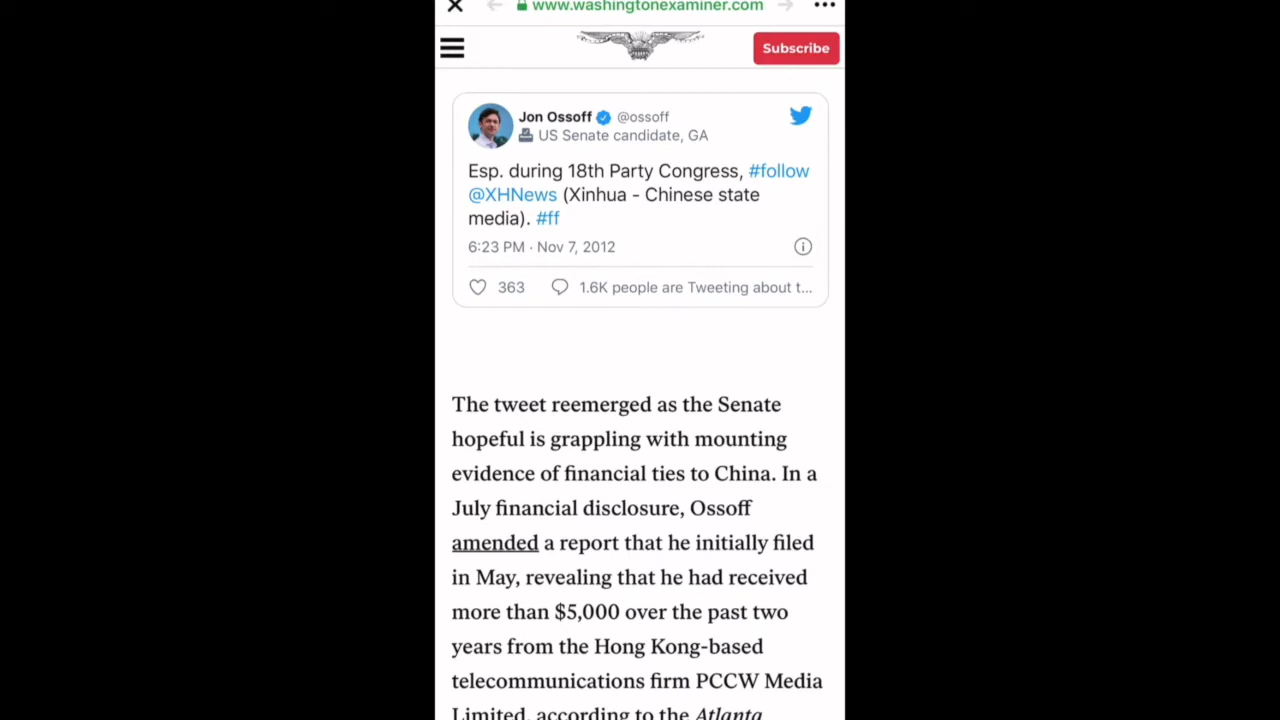 www.washingtonexaminer.com
Subscribe
Jon Ossoff @ossoff
US Senate candidate, GA
Esp. during 18th Party Congress, #follow
@XHNews (Xinhua - Chinese state
media). #ff
6:23 PM · Nov 7, 2012
363 1.6K people are Tweeting about t...
The tweet reemerged as the Senate
hopeful is grappling with mounting
evidence of financial ties to China. In a
July financial disclosure, Ossoff
amended a report that he initially filed
in May, revealing that he had received
more than $5,000 over the past two
years from the Hong Kong-based
telecommunications firm PCCW Media
Limited, according to the Atlanta